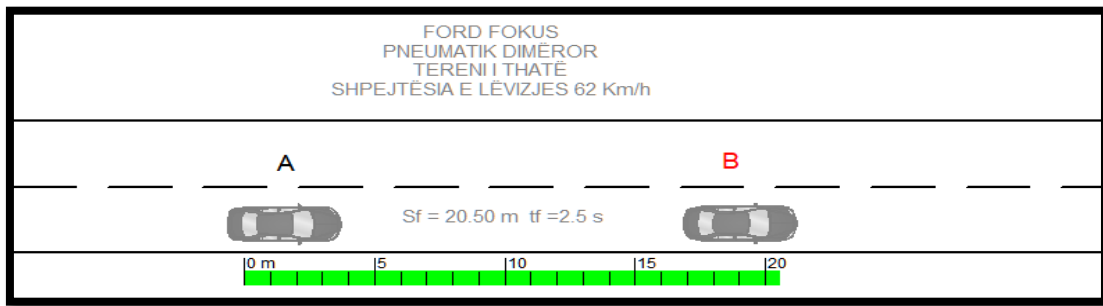 FORD FOKUS
PNEUMATIK DIMËROR
TERENI I THATË
SHPEJTËSIA E LËVIZJES 62 Km/h
A
B
Sf = 20.50 m tf =2.5 s
0 m 5 10 15 20